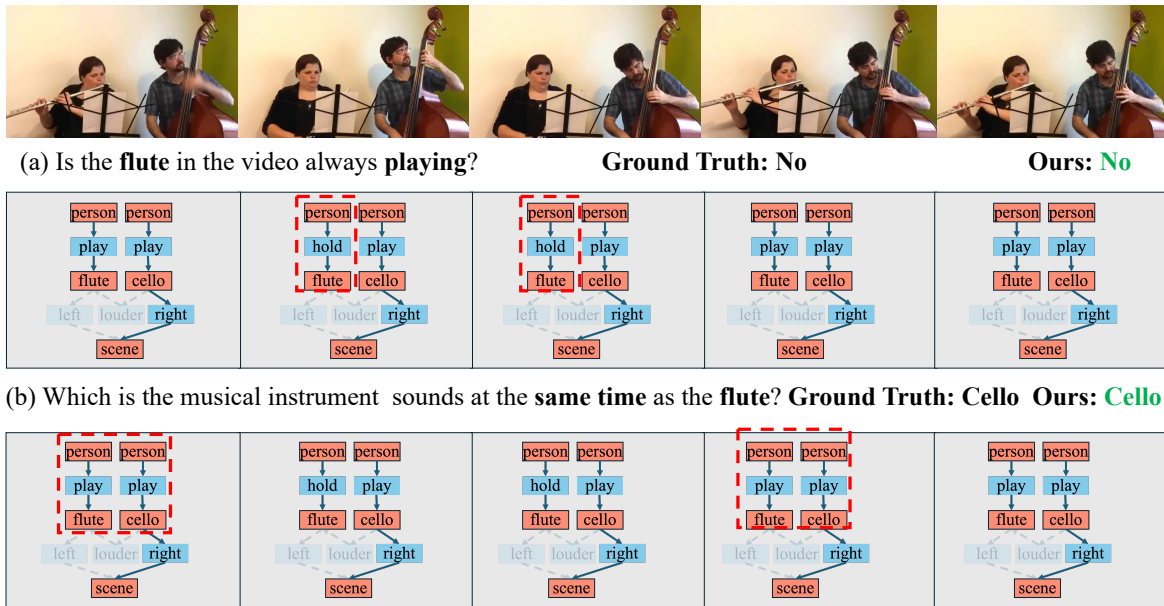 (a) Is the flute in the video always playing? Ground Truth: No Ours: No
person person person person person person person person person person
play play hold play hold play play play play play
flute cello flute cello flute cello flute cello flute cello
left louder right left louder right left louder right left louder right left louder right
scene scene scene scene scene
(b) Which is the musical instrument sounds at the same time as the flute? Ground Truth: Cello Ours: Cello
person person person person person person person person person person
play play hold play hold play play play play play
flute cello flute cello flute cello flute cello flute cello
left louder right left louder right left louder right left louder right left louder right
scene scene scene scene scene